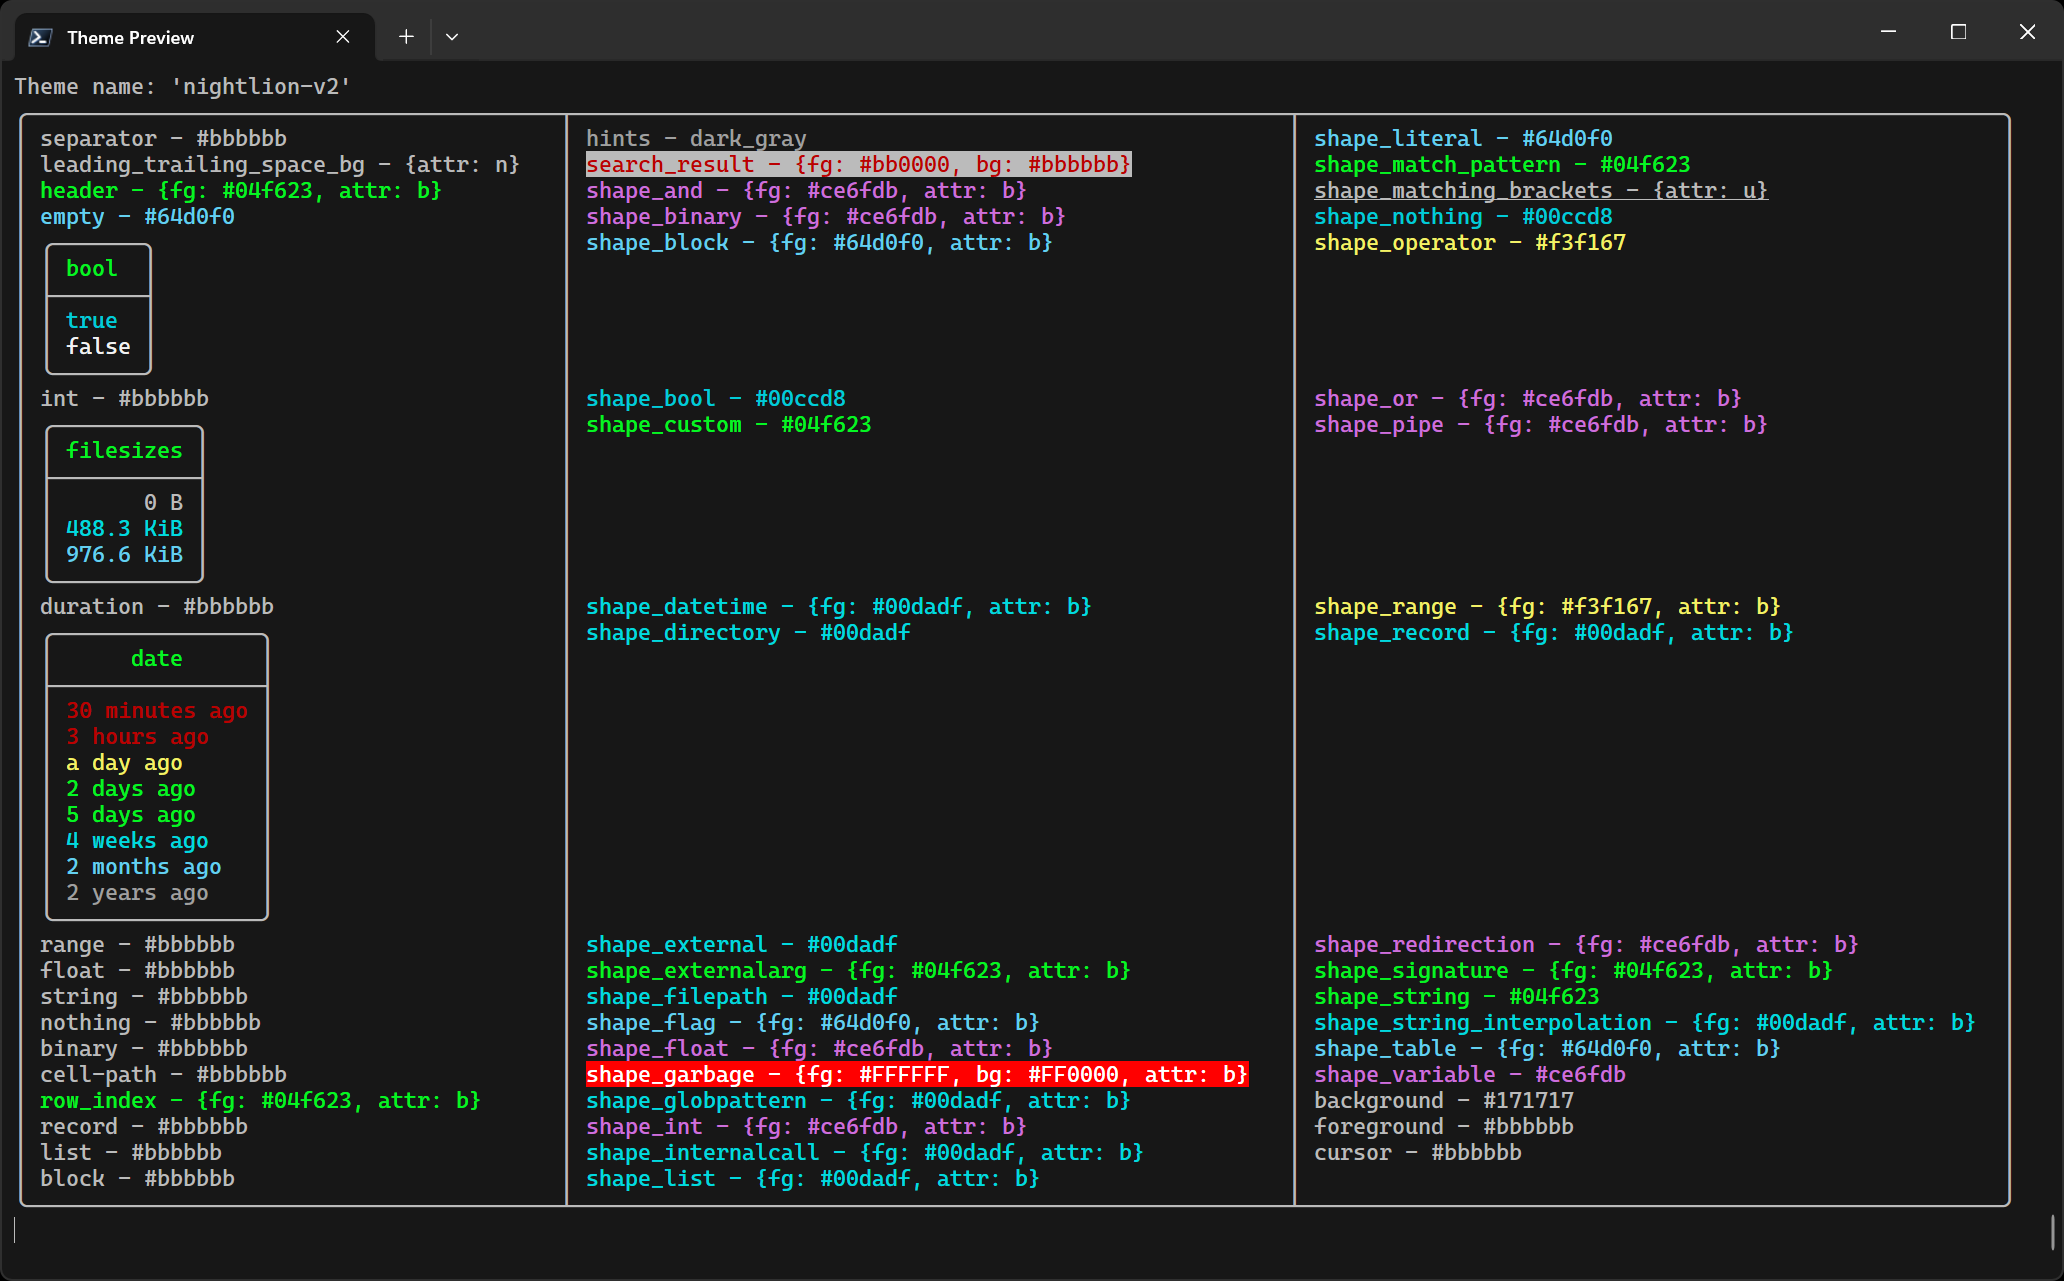 Theme Preview
Theme name: 'nightlion-v2'
separator - #bbbbbb
leading_trailing_space_bg - {attr: n}
header - {fg: #04f623, attr: b}
empty - #64d0f0
bool
true
false
int - #bbbbbb
filesizes
0 B
488.3 KiB
976.6 KiB
duration - #bbbbbb
date
30 minutes ago
3 hours ago
a day ago
2 days ago
5 days ago
4 weeks ago
2 months ago
2 years ago
range - #bbbbbb
float - #bbbbbb
string - #bbbbbb
nothing - #bbbbbb
binary - #bbbbbb
cell-path - #bbbbbb
row_index - {fg: #04f623, attr: b}
record - #bbbbbb
list - #bbbbbb
block - #bbbbbb
hints - dark_gray
search_result - {fg: #bb0000, bg: #bbbbbb}
shape_and - {fg: #ce6fdb, attr: b}
shape_binary - {fg: #ce6fdb, attr: b}
shape_block - {fg: #64d0f0, attr: b}
shape_bool - #00ccd8
shape_custom - #04f623
shape_datetime - {fg: #00dadf, attr: b}
shape_directory - #00dadf
shape_external - #00dadf
shape_externalarg - {fg: #04f623, attr: b}
shape_filepath - #00dadf
shape_flag - {fg: #64d0f0, attr: b}
shape_float - {fg: #ce6fdb, attr: b}
shape_garbage - {fg: #FFFFFF, bg: #FF0000, attr: b}
shape_globpattern - {fg: #00dadf, attr: b}
shape_int - {fg: #ce6fdb, attr: b}
shape_internalcall - {fg: #00dadf, attr: b}
shape_list - {fg: #00dadf, attr: b}
shape_literal - #64d0f0
shape_match_pattern - #04f623
shape_matching_brackets - {attr: u}
shape_nothing - #00ccd8
shape_operator - #f3f167
shape_or - {fg: #ce6fdb, attr: b}
shape_pipe - {fg: #ce6fdb, attr: b}
shape_range - {fg: #f3f167, attr: b}
shape_record - {fg: #00dadf, attr: b}
shape_redirection - {fg: #ce6fdb, attr: b}
shape_signature - {fg: #04f623, attr: b}
shape_string - #04f623
shape_string_interpolation - {fg: #00dadf, attr: b}
shape_table - {fg: #64d0f0, attr: b}
shape_variable - #ce6fdb
background - #171717
foreground - #bbbbbb
cursor - #bbbbbb